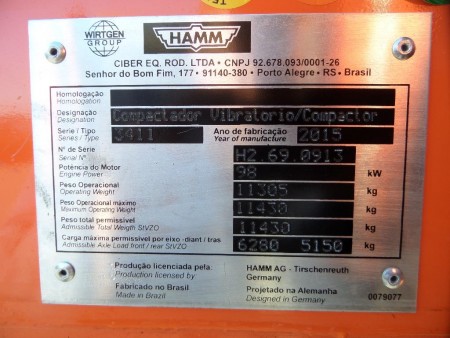 WIRTGEN
GROUP
HAMM
CIBER EQ. ROD. LTDA • CNPJ 92.678.093/0001-26
Senhor do Bom Fim, 177 • 91140-380 • Porto Alegre • RS • Brasil
Homologação
Homologation
Designação
Designation
Compactador Vibratorio/Compactor
Serie / Tipo
Series / Type
3411
Ano de fabricação
Year of manufacture
2015
N° de Serie
Serial N°
H2.69.0913
Potência do Motor
Engine Power
98 kW
Peso Operacional
Operating Weight
11305 kg
Peso Operacional máximo
Maximum Operating Weight
11430 kg
Peso total permissível
Admissible Total Weigth StVZO
11430 kg
Carga máxima permissível por eixo - diant / tras
Admissible Axle Load front / rear StVZO
6280 5150 kg
Produção licenciada pela:
Production licensed by
HAMM AG - Tirschenreuth
Germany
Fabricado no Brasil
Made in Brazil
Projetado na Alemanha
Designed in Germany
0079077